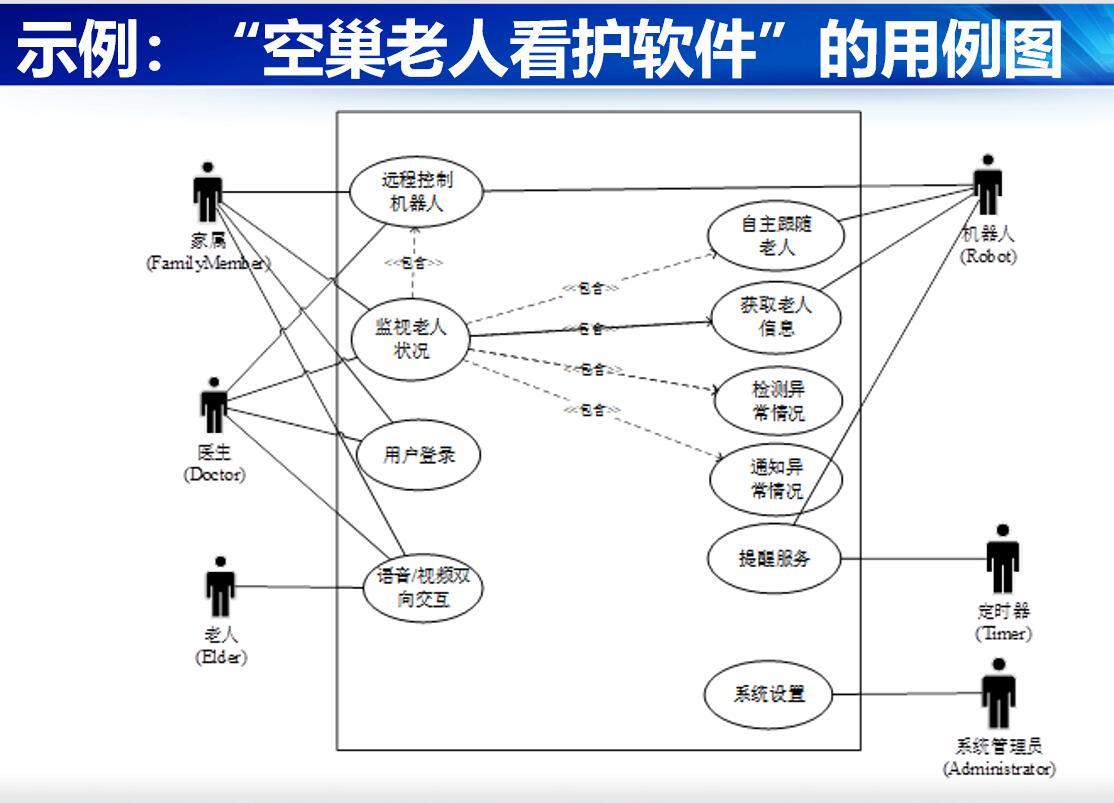 示例：“空巢老人看护软件”的用例图
远程控制
机器人
家属
(FamilyMember)
自主跟随
老人
机器人
(Robot)
<<包含>>
<<包含>>
获取老人
信息
监视老人
状况
<<包含>>
<<包含>>
检测异
常情况
<<包含>>
医生
(Doctor)
用户登录
通知异
常情况
提醒服务
语音/视频双
向交互
定时器
(Timer)
老人
(Elder)
系统设置
系统管理员
(Administrator)